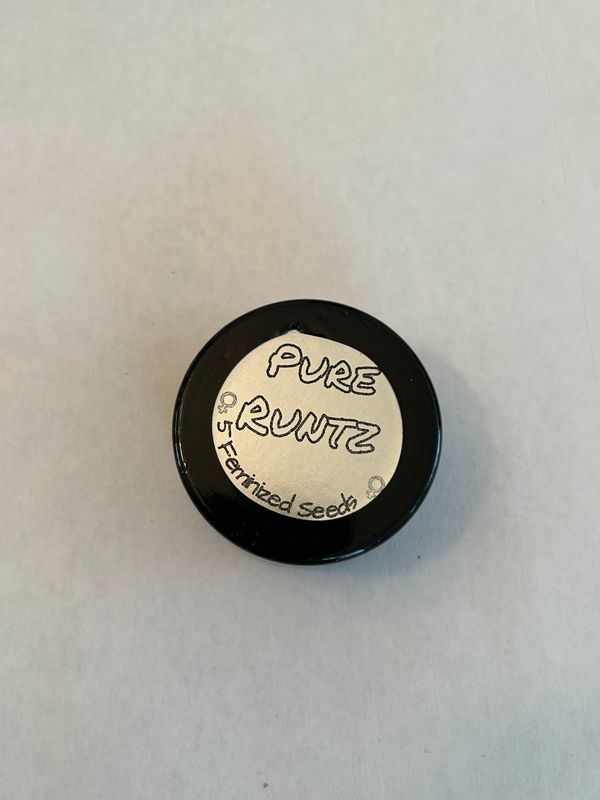 PURE
RUNTZ
♀ 5 Feminized Seeds ♀